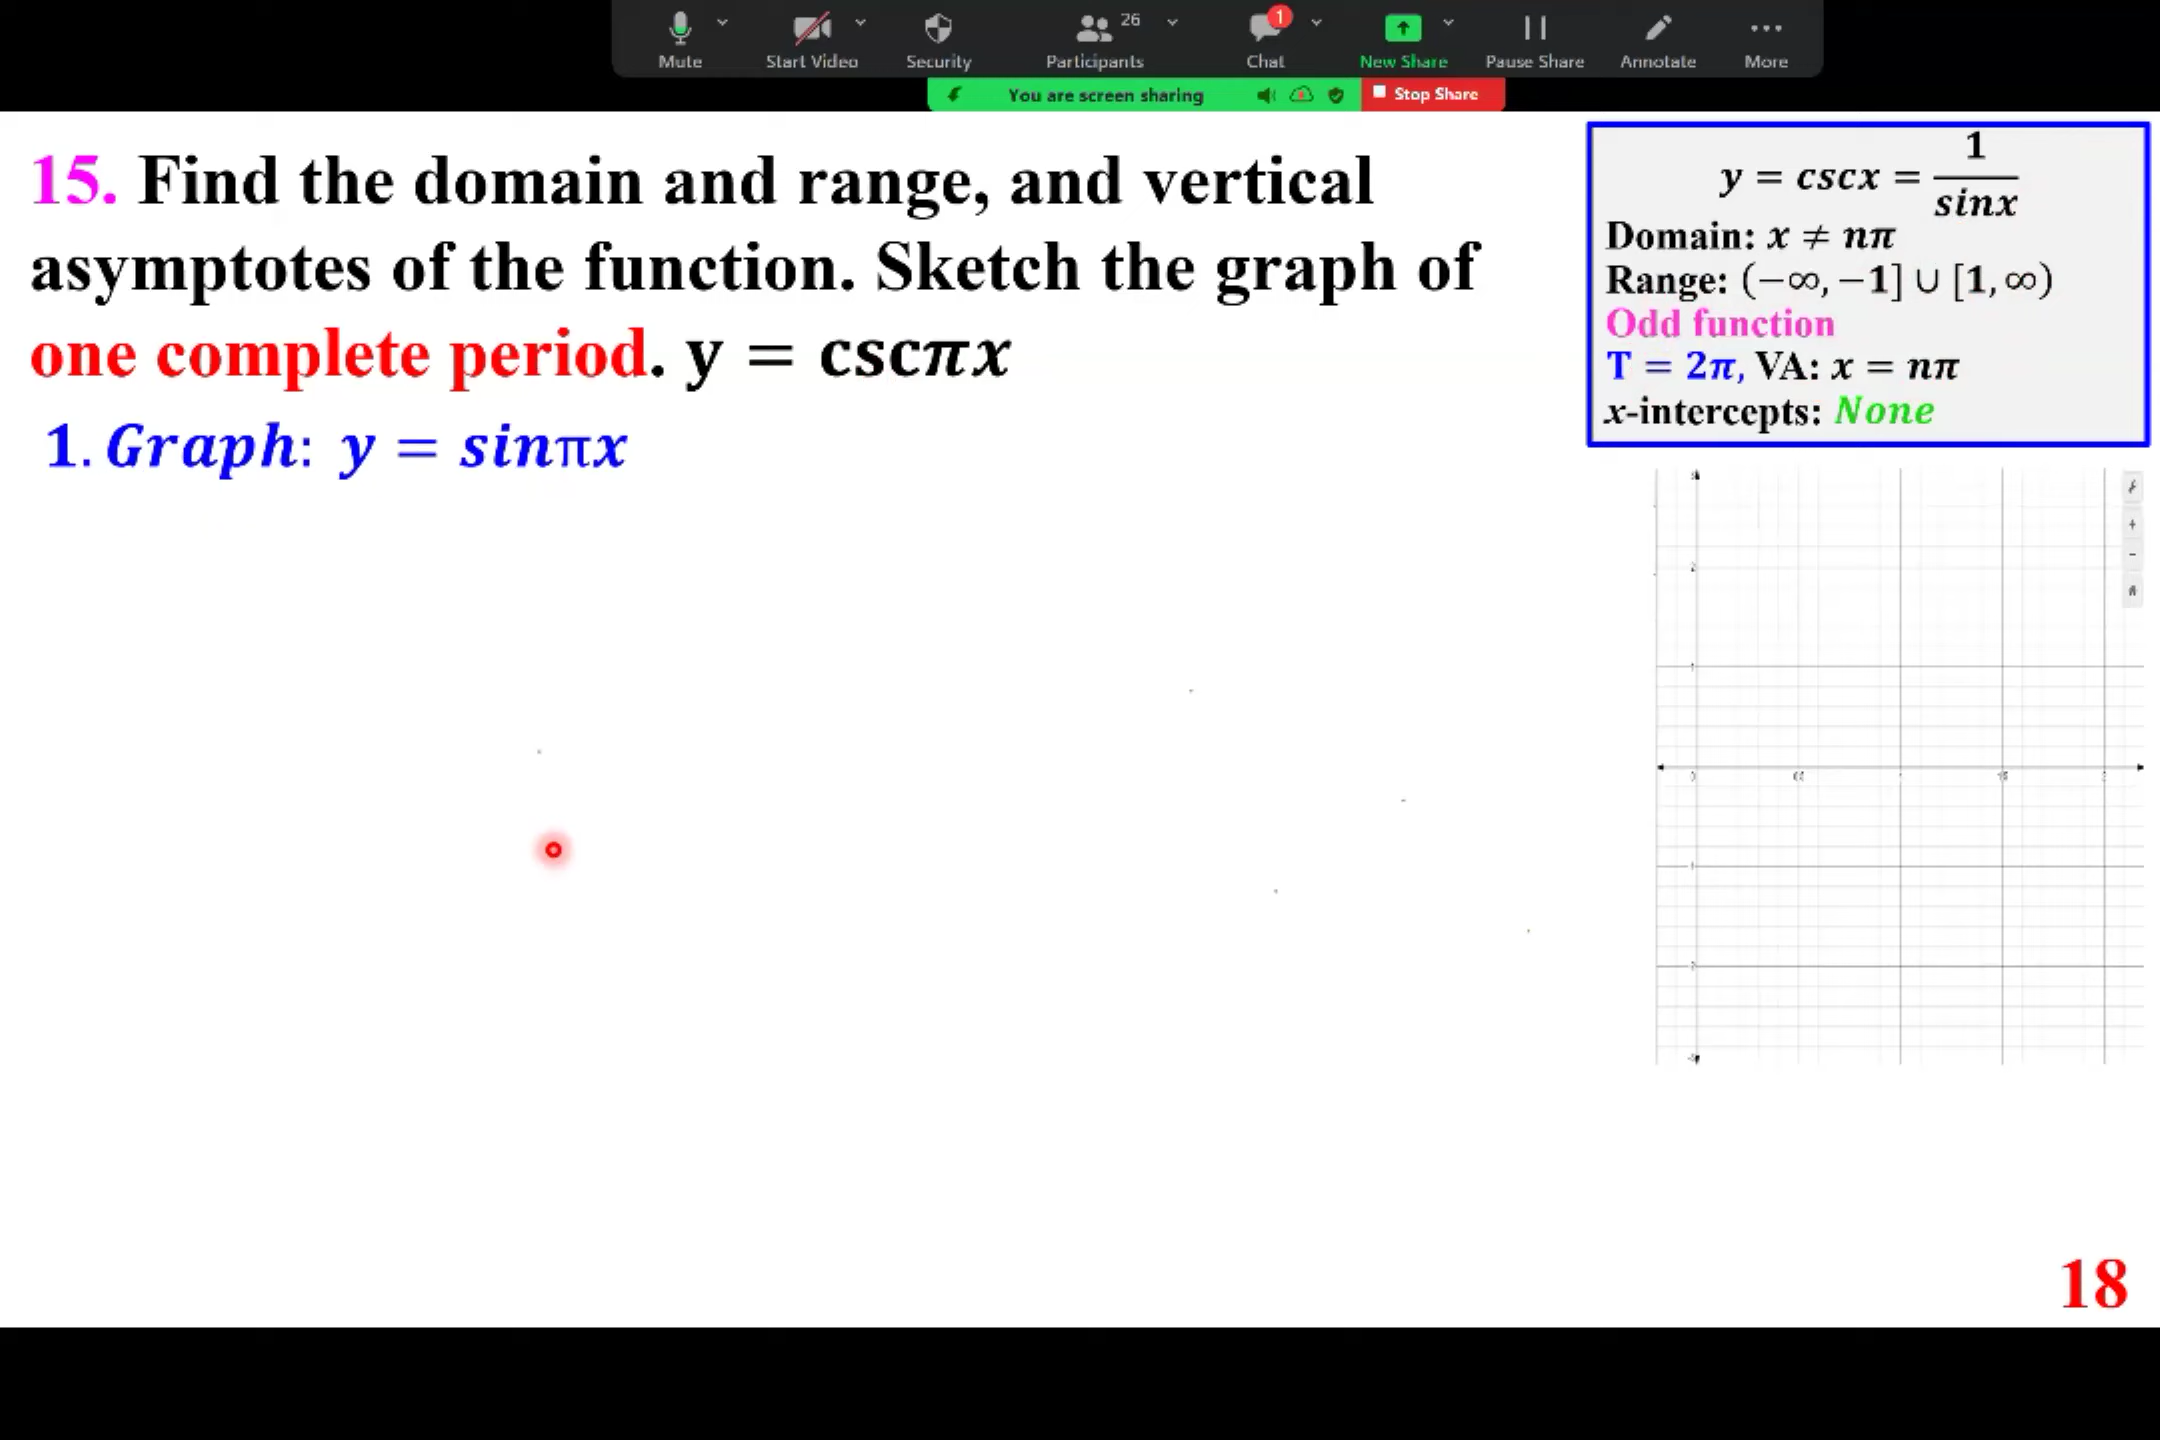 Mute
Start Video
Security
Participants
26
Chat
1
New Share
Pause Share
Annotate
More
You are screen sharing
Stop Share
15. Find the domain and range, and vertical
asymptotes of the function. Sketch the graph of
one complete period. y = cscπx
1. Graph: y = sinπx
y = cscx = 1/sinx
Domain: x ≠ nπ
Range: (−∞, −1] ∪ [1, ∞)
Odd function
T = 2π, VA: x = nπ
x-intercepts: None
18